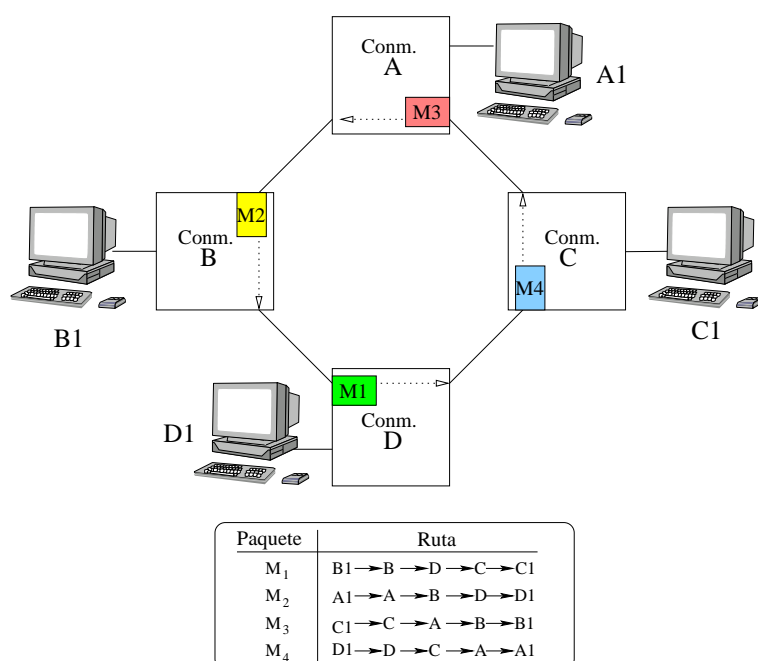 Conm.
A
A1
M3
M2
Conm.
B
B1
Conm.
C
M4
C1
M1
Conm.
D
D1
Paquete Ruta
M1 B1→B→D→C→C1
M2 A1→A→B→D→D1
M3 C1→C→A→B→B1
M4 D1→D→C→A→A1